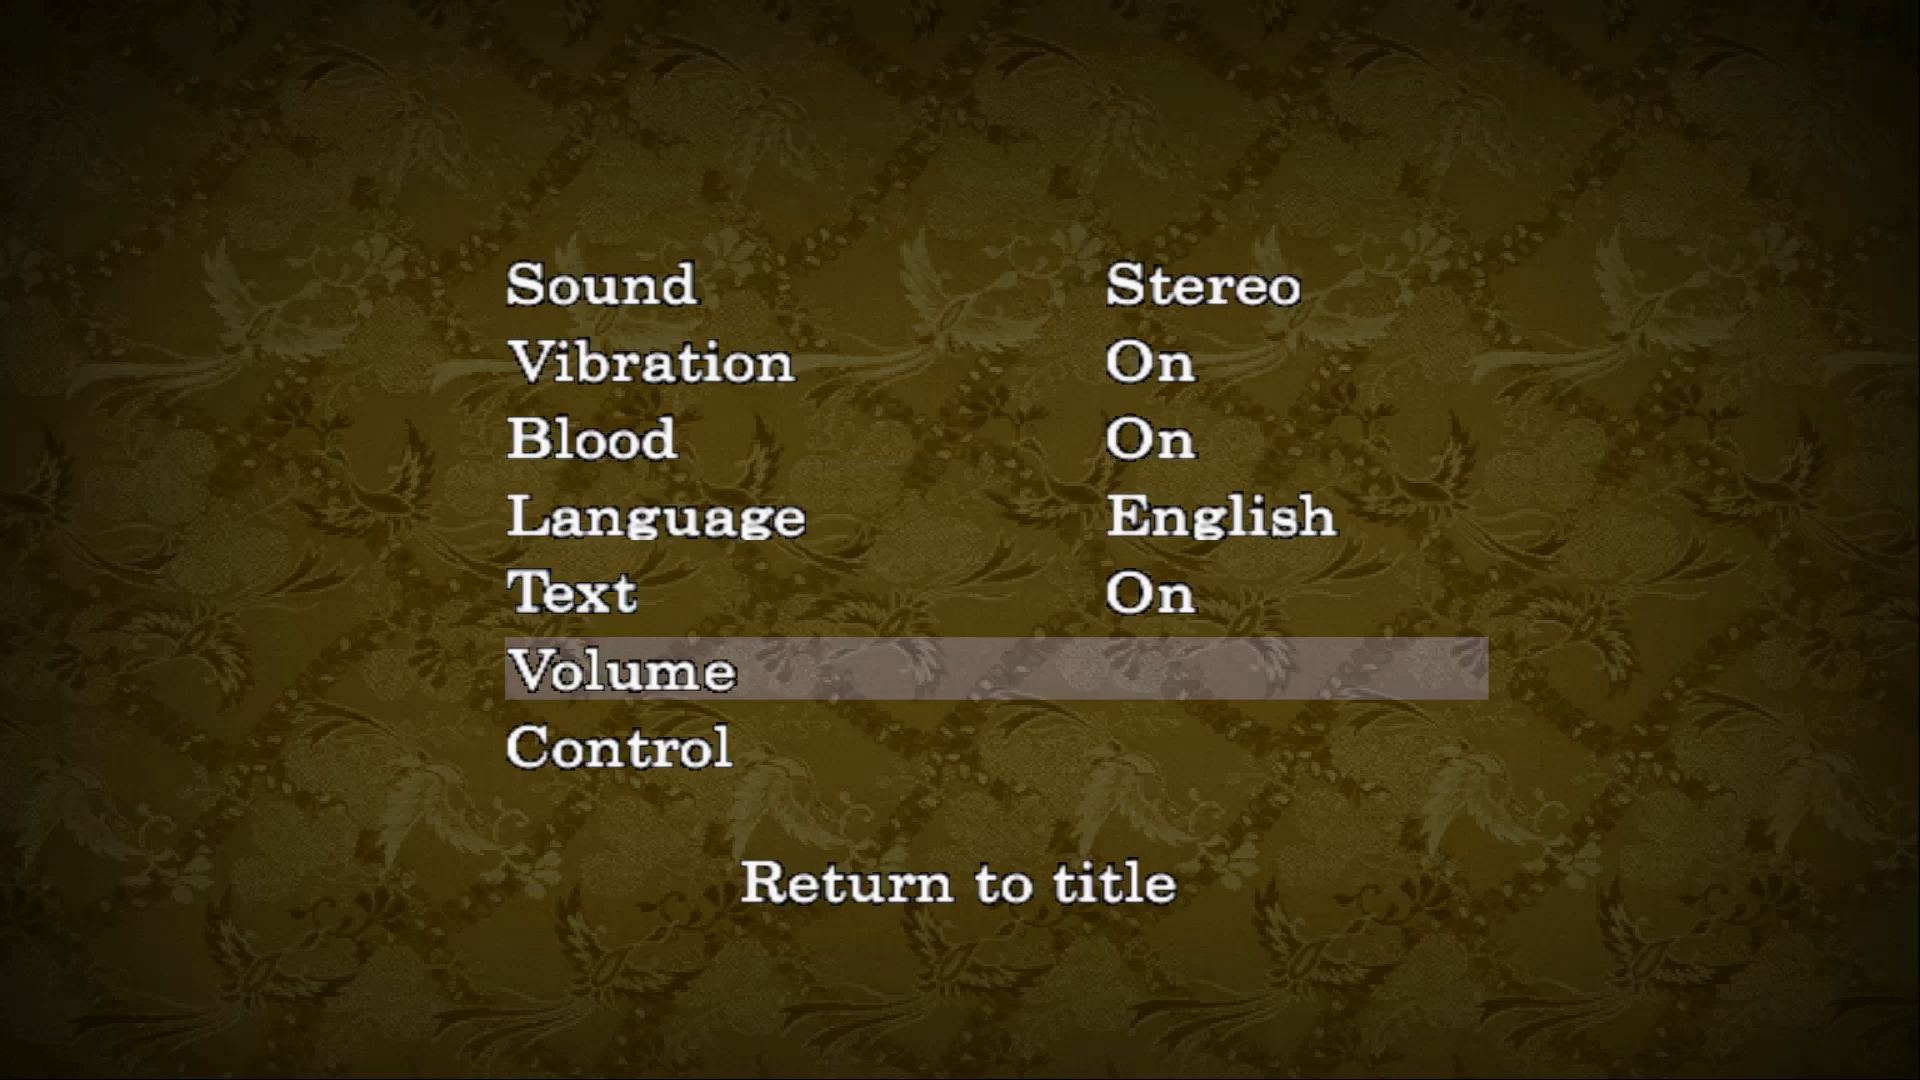 Sound Stereo
Vibration On
Blood On
Language English
Text On
Volume
Control
Return to title